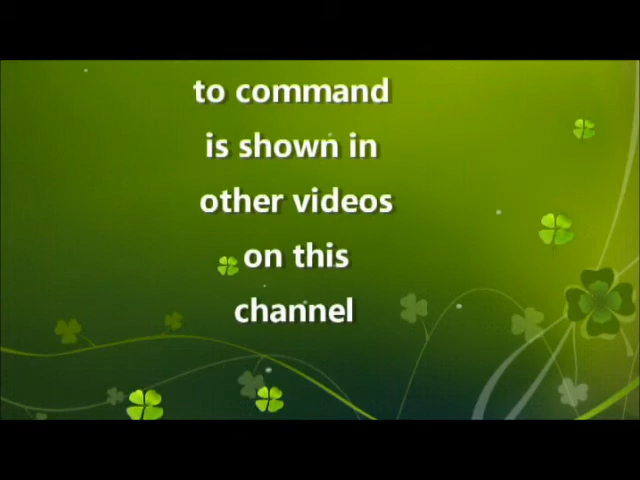 to command
is shown in
other videos
on this
channel